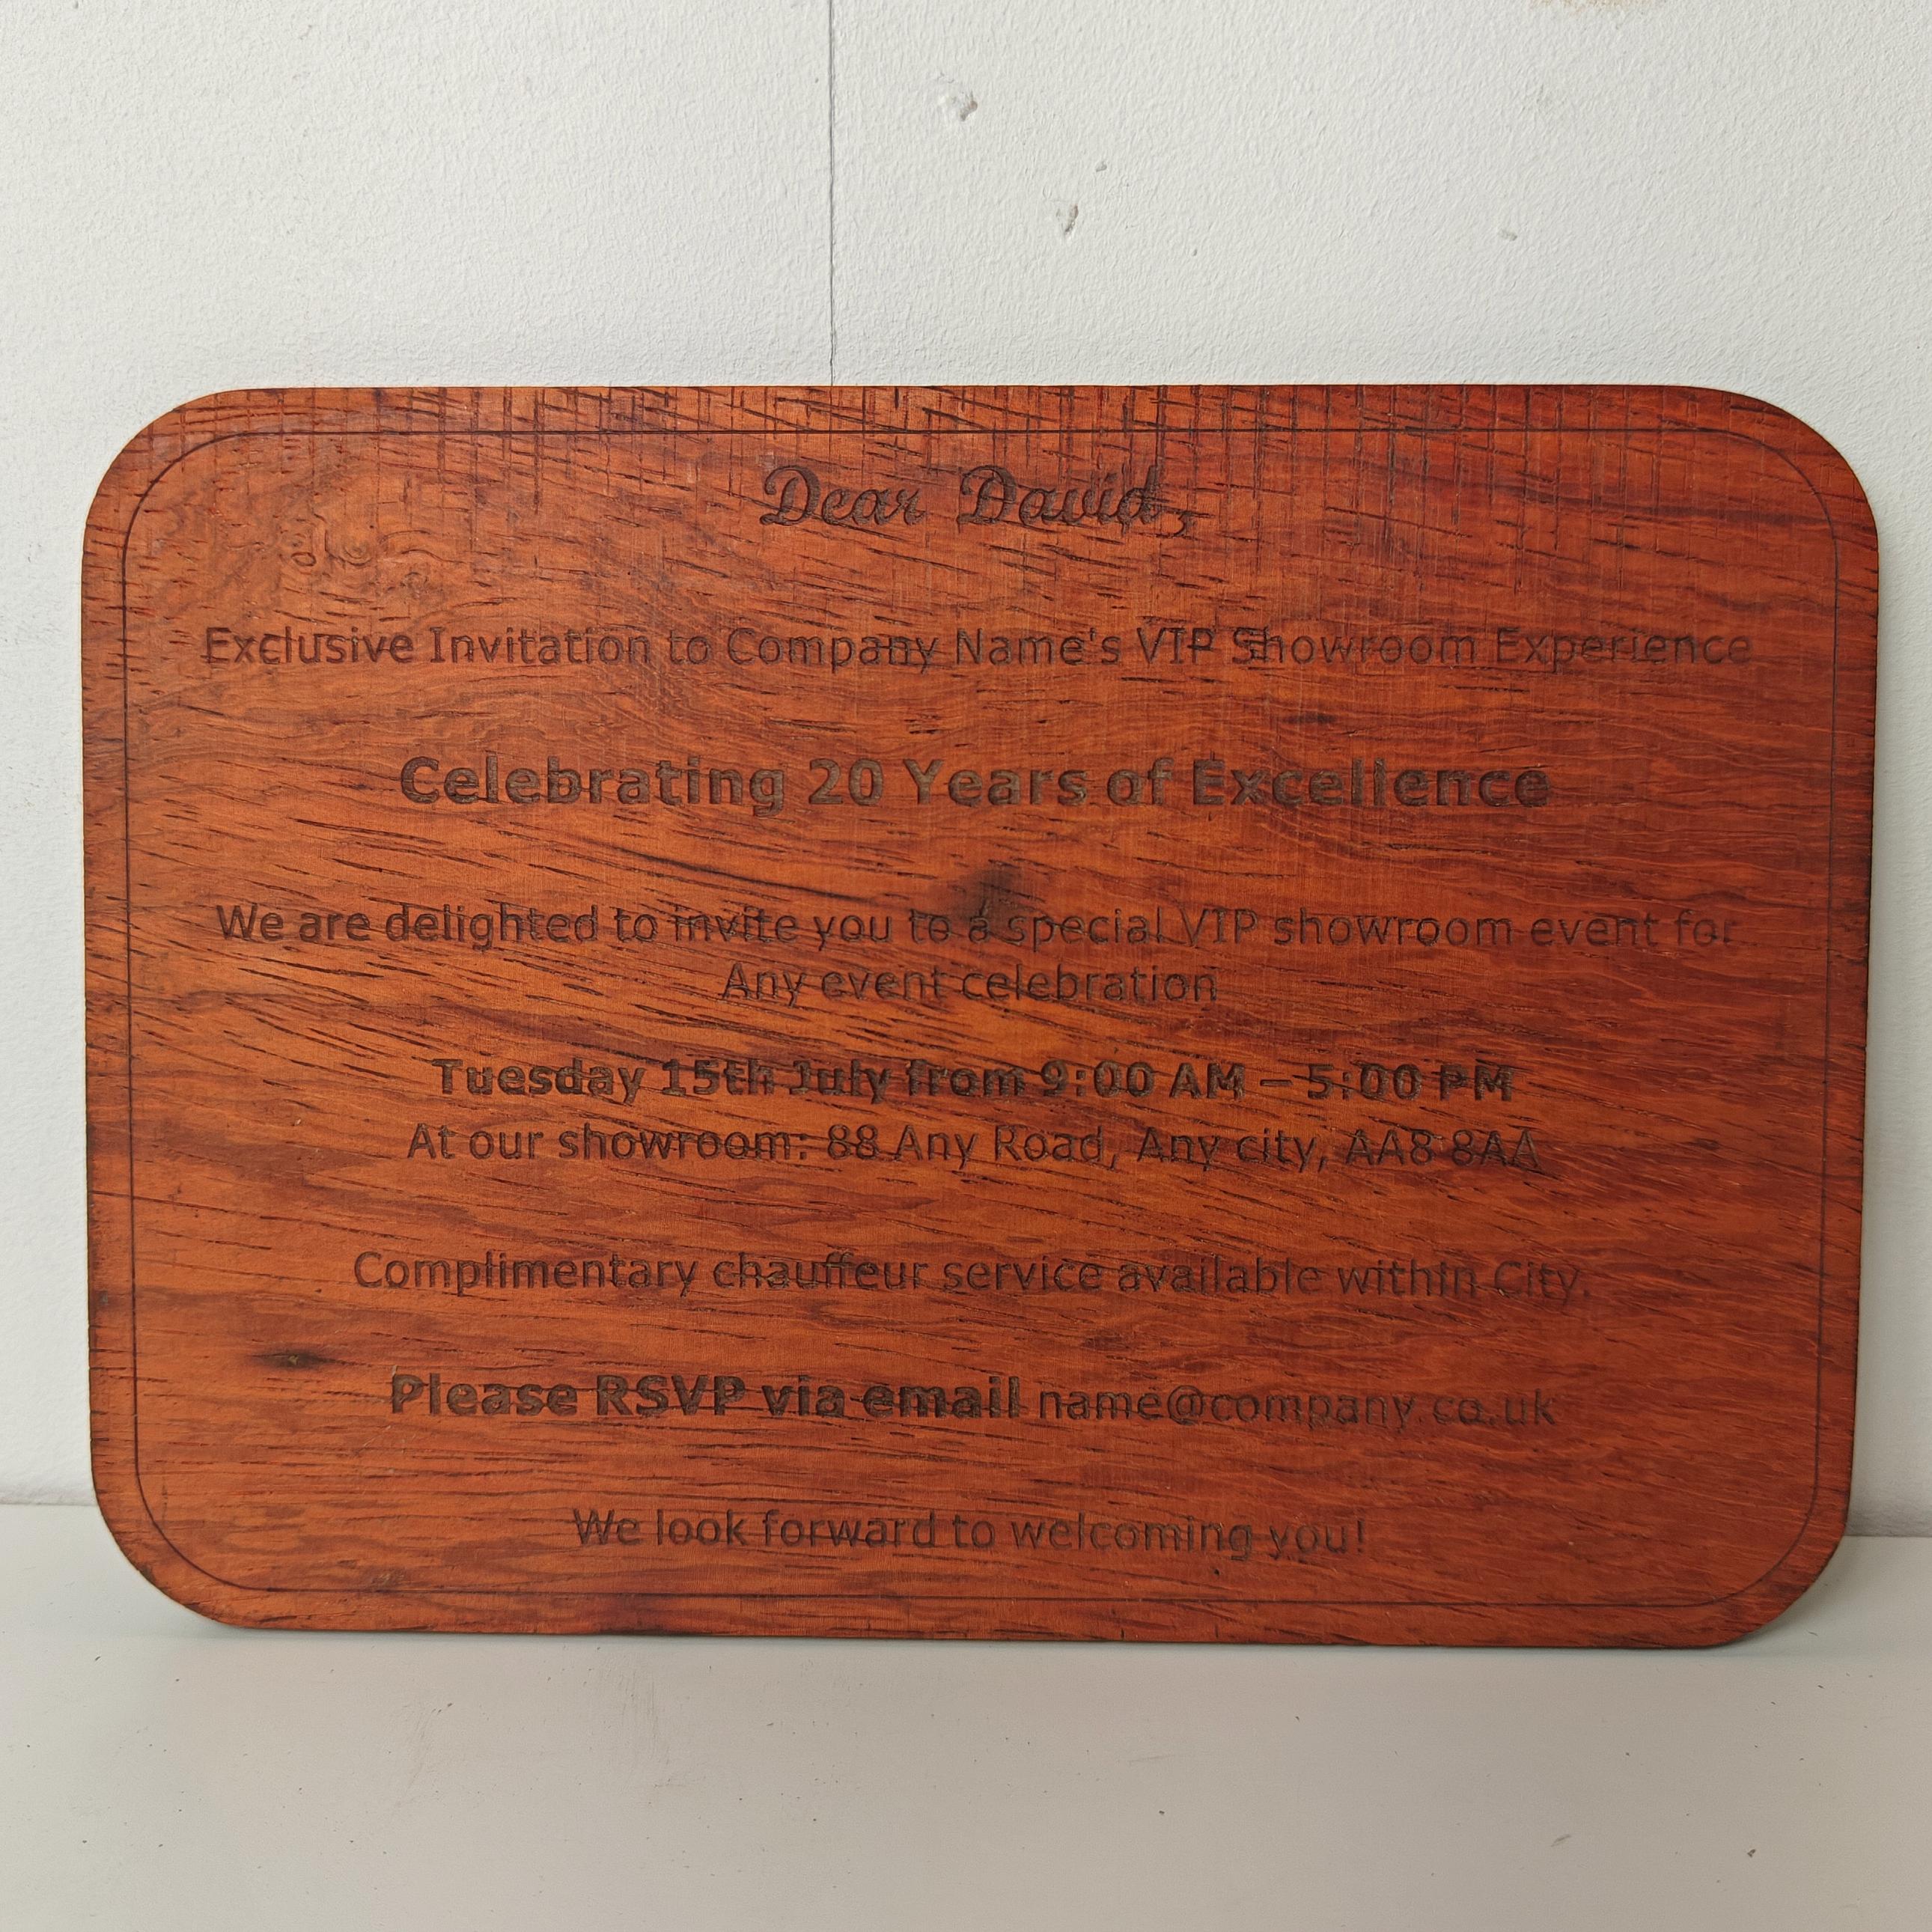 Dear David,
Exclusive Invitation to Company Name's VIP Showroom Experience
Celebrating 20 Years of Excellence
We are delighted to invite you to a special VIP showroom event for
Any event celebration
Tuesday 15th July from 9:00 AM – 5:00 PM
At our showroom: 88 Any Road, Any city, AA8 8AA
Complimentary chauffeur service available within City.
Please RSVP via email name@company.co.uk
We look forward to welcoming you!